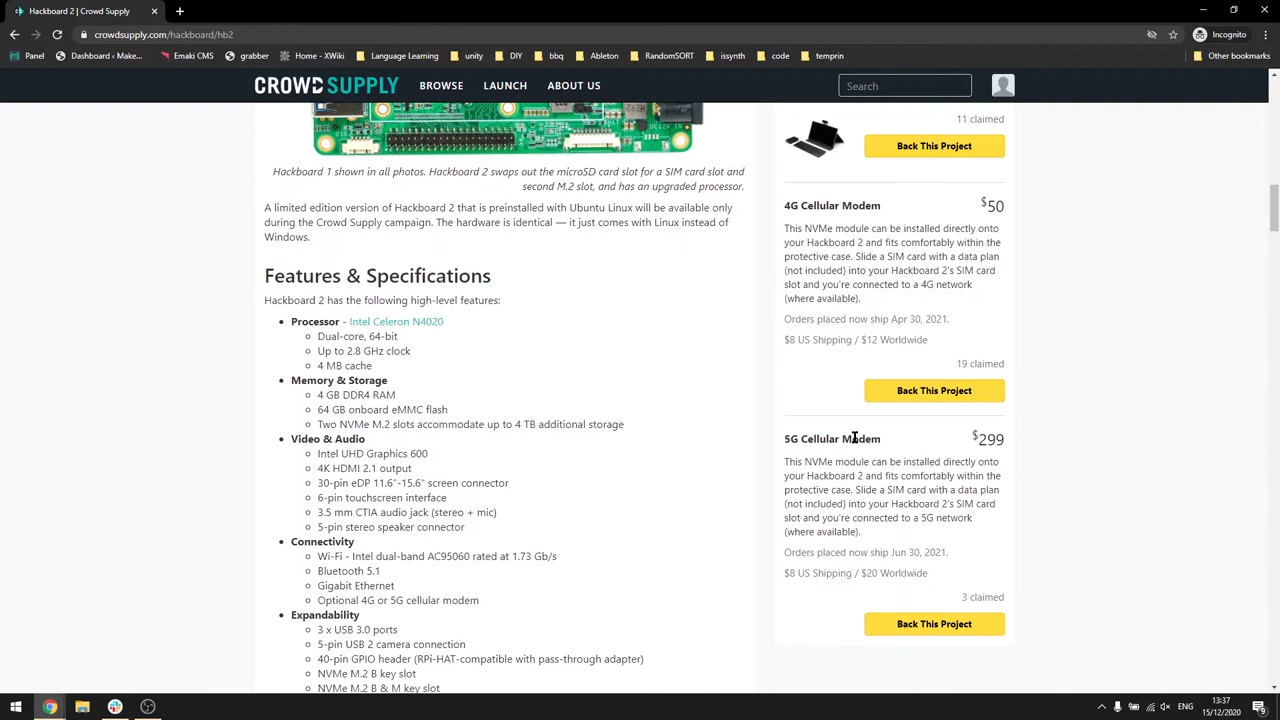 Hackboard 2 | Crowd Supply
crowdsupply.com/hackboard/hb2
Incognito
Panel
Dashboard ‹ Make...
Emaki CMS
grabber
Home - XWiki
Language Learning
unity
DIY
bbq
Ableton
RandomSORT
issynth
code
temprin
Other bookmarks
CROWD SUPPLY
BROWSE
LAUNCH
ABOUT US
Search
Hackboard 1 shown in all photos. Hackboard 2 swaps out the microSD card slot for a SIM card slot and
second M.2 slot, and has an upgraded processor.
A limited edition version of Hackboard 2 that is preinstalled with Ubuntu Linux will be available only
during the Crowd Supply campaign. The hardware is identical — it just comes with Linux instead of
Windows.
Features & Specifications
Hackboard 2 has the following high-level features:
• Processor - Intel Celeron N4020
Dual-core, 64-bit
Up to 2.8 GHz clock
4 MB cache
• Memory & Storage
4 GB DDR4 RAM
64 GB onboard eMMC flash
Two NVMe M.2 slots accommodate up to 4 TB additional storage
• Video & Audio
Intel UHD Graphics 600
4K HDMI 2.1 output
30-pin eDP 11.6″-15.6″ screen connector
6-pin touchscreen interface
3.5 mm CTIA audio jack (stereo + mic)
5-pin stereo speaker connector
• Connectivity
Wi-Fi - Intel dual-band AC95060 rated at 1.73 Gb/s
Bluetooth 5.1
Gigabit Ethernet
Optional 4G or 5G cellular modem
• Expandability
3 x USB 3.0 ports
5-pin USB 2 camera connection
40-pin GPIO header (RPi-HAT-compatible with pass-through adapter)
NVMe M.2 B key slot
NVMe M.2 B & M key slot
11 claimed
Back This Project
4G Cellular Modem
$50
This NVMe module can be installed directly onto
your Hackboard 2 and fits comfortably within the
protective case. Slide a SIM card with a data plan
(not included) into your Hackboard 2's SIM card
slot and you're connected to a 4G network
(where available).
Orders placed now ship Apr 30, 2021.
$8 US Shipping / $12 Worldwide
19 claimed
Back This Project
5G Cellular Modem
$299
This NVMe module can be installed directly onto
your Hackboard 2 and fits comfortably within the
protective case. Slide a SIM card with a data plan
(not included) into your Hackboard 2's SIM card
slot and you're connected to a 5G network
(where available).
Orders placed now ship Jun 30, 2021.
$8 US Shipping / $20 Worldwide
3 claimed
Back This Project
ENG
13:37
15/12/2020